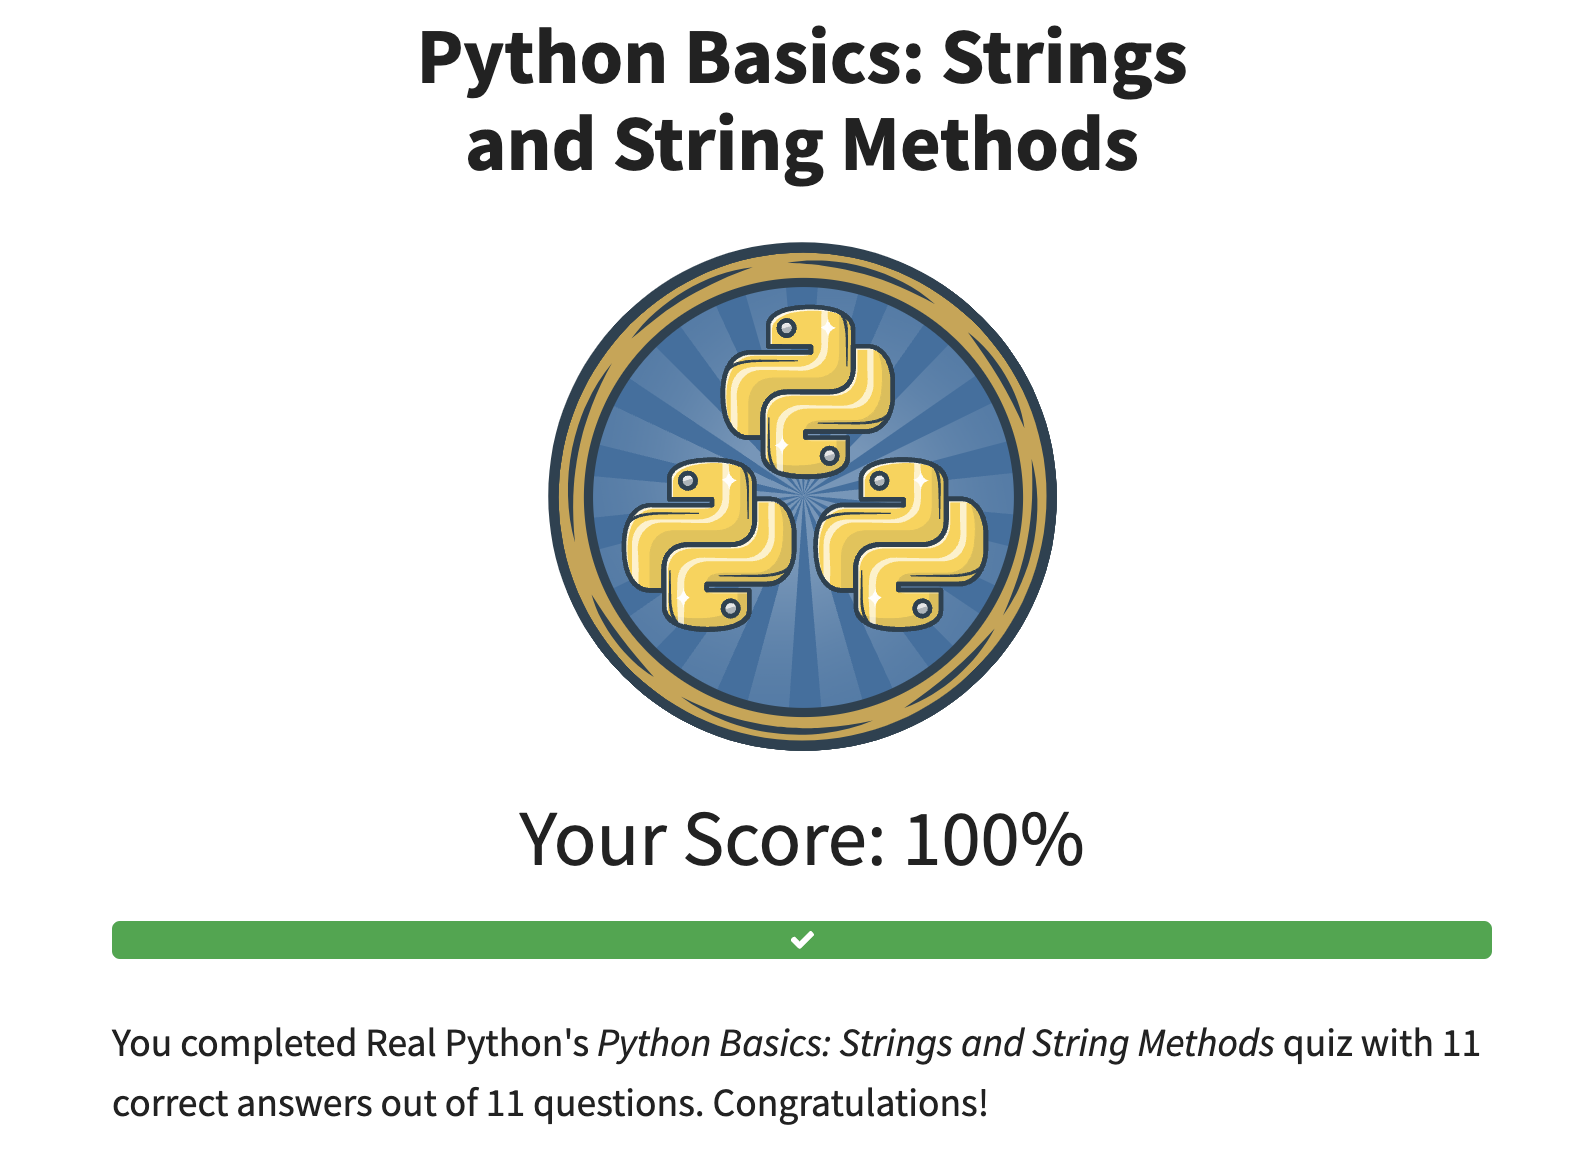 Python Basics: Strings
and String Methods
Your Score: 100%
You completed Real Python's Python Basics: Strings and String Methods quiz with 11
correct answers out of 11 questions. Congratulations!